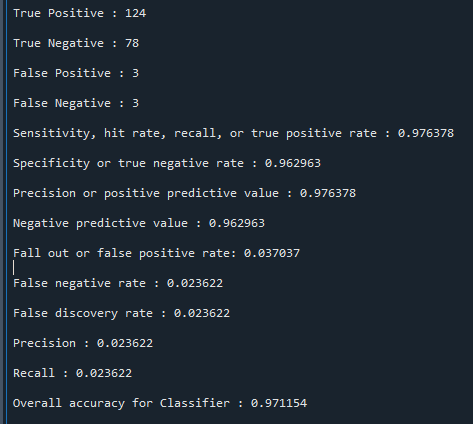 True Positive : 124
True Negative : 78
False Positive : 3
False Negative : 3
Sensitivity, hit rate, recall, or true positive rate : 0.976378
Specificity or true negative rate : 0.962963
Precision or positive predictive value : 0.976378
Negative predictive value : 0.962963
Fall out or false positive rate: 0.037037
False negative rate : 0.023622
False discovery rate : 0.023622
Precision : 0.023622
Recall : 0.023622
Overall accuracy for Classifier : 0.971154